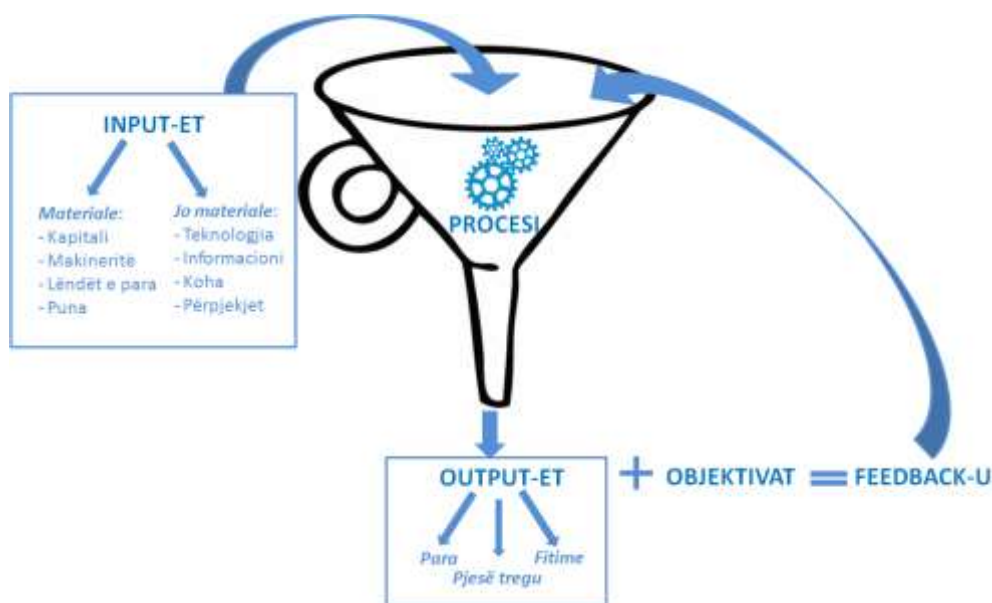 INPUT-ET
Materiale:
- Kapitali
- Makineritë
- Lëndët e para
- Puna
Jo materiale:
- Teknologjia
- Informacioni
- Koha
- Përpjekjet
PROCESI
OUTPUT-ET + OBJEKTIVAT = FEEDBACK-U
Para
Pjesë tregu
Fitime